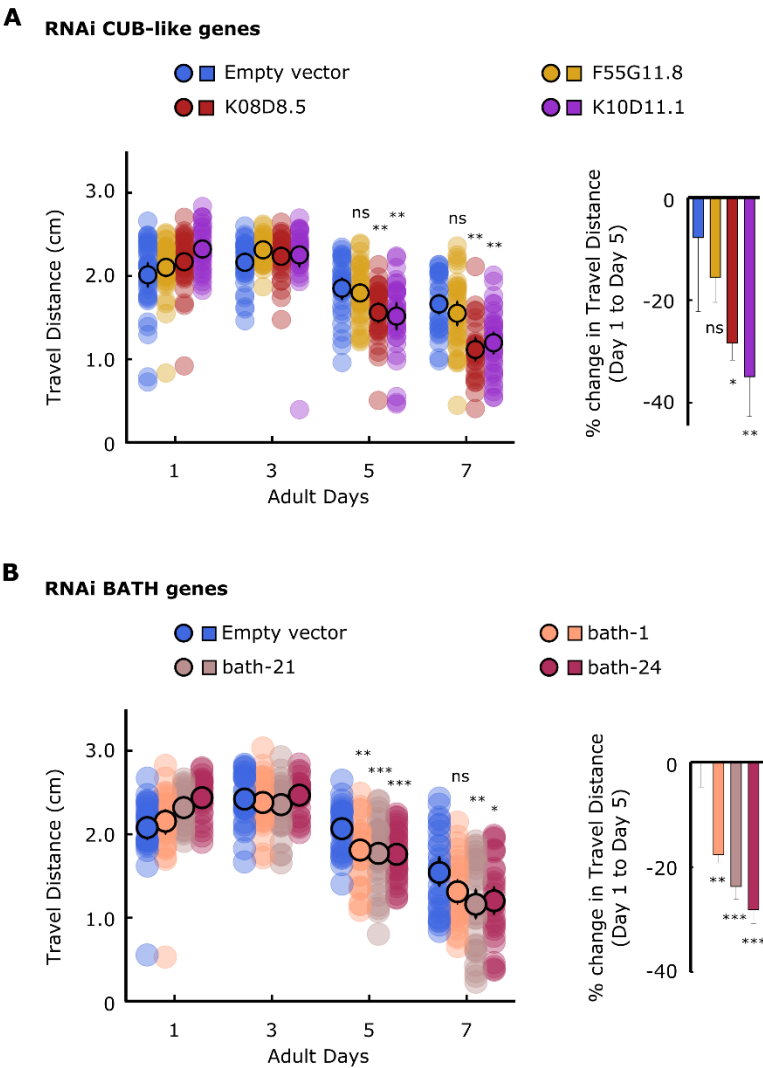 A
RNAi CUB-like genes
Empty vector
F55G11.8
K08D8.5
K10D11.1
Travel Distance (cm)
3.0
2.0
1.0
0
ns
**
**
ns
**
**
1
3
5
7
Adult Days
% change in Travel Distance
(Day 1 to Day 5)
0
-20
-40
ns
*
**
B
RNAi BATH genes
Empty vector
bath-1
bath-21
bath-24
Travel Distance (cm)
3.0
2.0
1.0
0
**
***
***
ns
**
*
1
3
5
7
Adult Days
% change in Travel Distance
(Day 1 to Day 5)
0
-20
-40
**
***
***